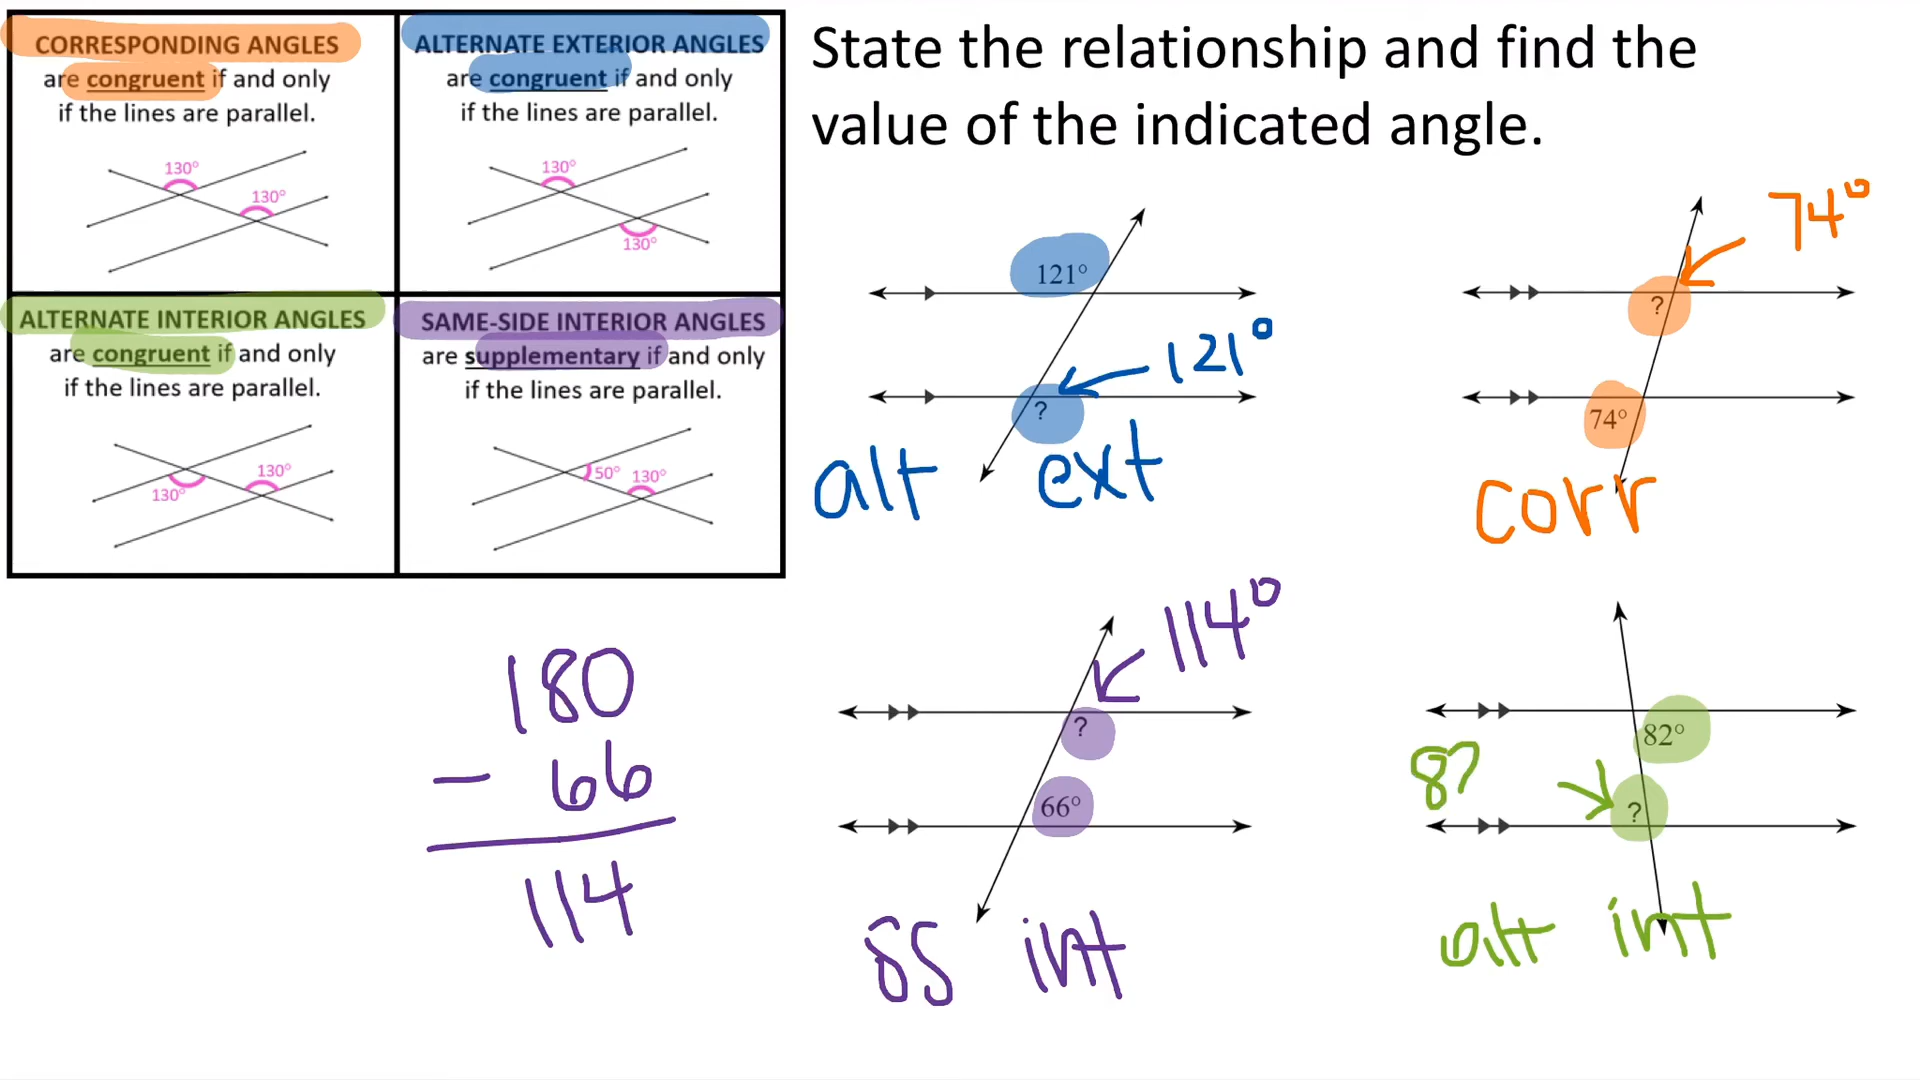 CORRESPONDING ANGLES
are congruent if and only
if the lines are parallel.
130°
130°
ALTERNATE EXTERIOR ANGLES
are congruent if and only
if the lines are parallel.
130°
130°
ALTERNATE INTERIOR ANGLES
are congruent if and only
if the lines are parallel.
130°
130°
SAME-SIDE INTERIOR ANGLES
are supplementary if and only
if the lines are parallel.
50° 130°
State the relationship and find the
value of the indicated angle.
121°
121°
?
alt ext
74°
?
74°
corr
180
- 66
114
114°
?
66°
SS int
82°
8?
?
alt int